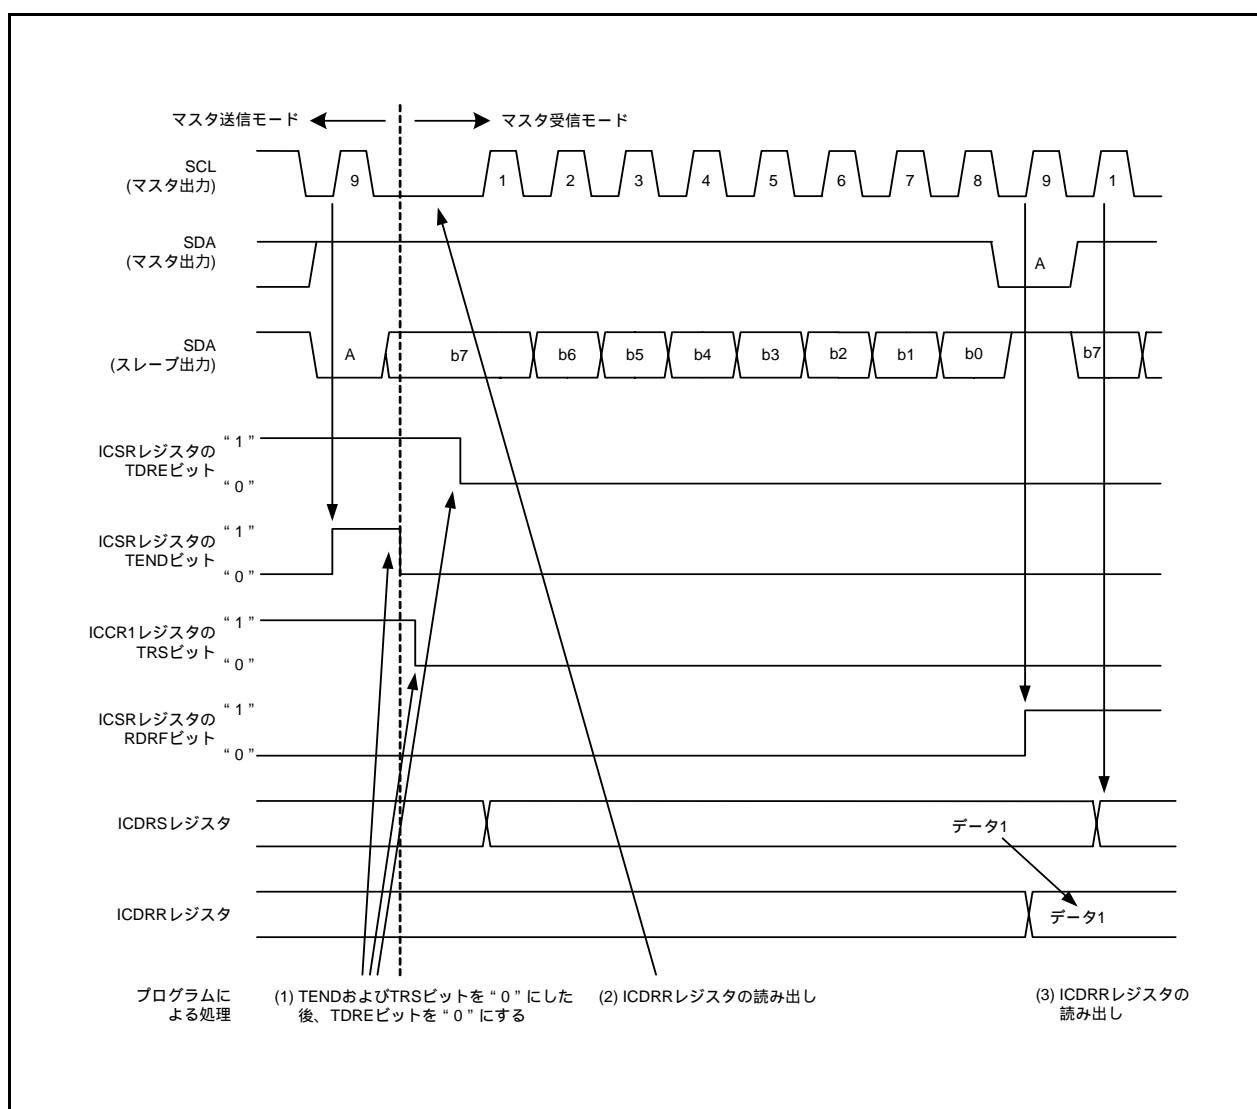 マスタ送信モード
マスタ受信モード
SCL
(マスタ出力)
9
1
2
3
4
5
6
7
8
9
1
SDA
(マスタ出力)
A
SDA
(スレーブ出力)
A
b7
b6
b5
b4
b3
b2
b1
b0
b7
ICSRレジスタの
TDREビット
“ 1 ”
“ 0 ”
ICSRレジスタの
TENDビット
“ 1 ”
“ 0 ”
ICCR1レジスタの
TRSビット
“ 1 ”
“ 0 ”
ICSRレジスタの
RDRFビット
“ 1 ”
“ 0 ”
ICDRSレジスタ
データ1
ICDRRレジスタ
データ1
プログラムに
よる処理
(1) TENDおよびTRSビットを “ 0 ” にした
後、TDREビットを “ 0 ” にする
(2) ICDRRレジスタの読み出し
(3) ICDRRレジスタの
読み出し